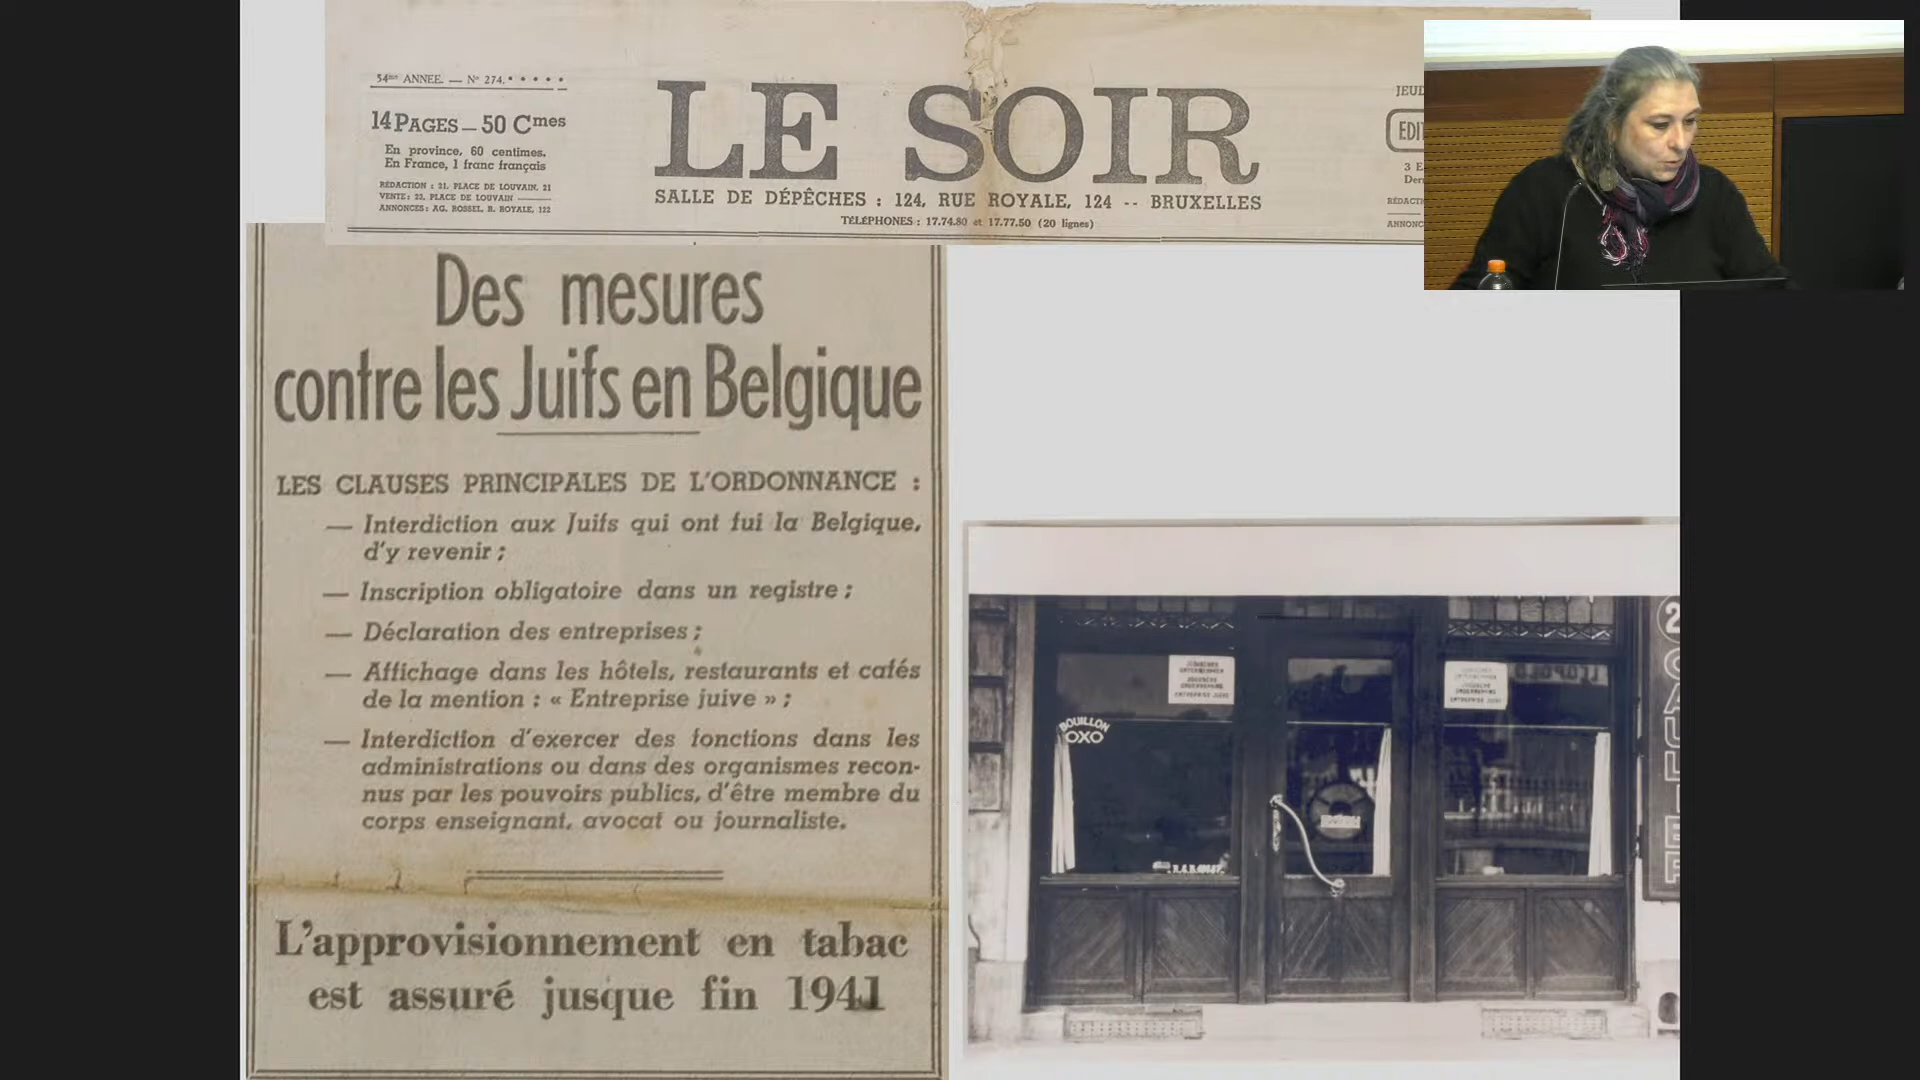 54me ANNEE. — No 274.
14 PAGES — 50 Cmes
En province, 60 centimes.
En France, 1 franc français
RÉDACTION : 21, PLACE DE LOUVAIN, 21
VENTE : 23, PLACE DE LOUVAIN
ANNONCES : AG. ROSSEL, R. ROYALE, 122
LE SOIR
SALLE DE DÉPÊCHES : 124, RUE ROYALE, 124 -- BRUXELLES
TÉLÉPHONES : 17.74.80 et 17.77.50 (20 lignes)
Des mesures
contre les Juifs en Belgique
LES CLAUSES PRINCIPALES DE L'ORDONNANCE :
— Interdiction aux Juifs qui ont fui la Belgique,
d'y revenir ;
— Inscription obligatoire dans un registre ;
— Déclaration des entreprises ;
— Affichage dans les hôtels, restaurants et cafés
de la mention : « Entreprise juive » ;
— Interdiction d'exercer des fonctions dans les
administrations ou dans des organismes recon-
nus par les pouvoirs publics, d'être membre du
corps enseignant, avocat ou journaliste.
L'approvisionnement en tabac
est assuré jusque fin 1941
BOUILLON
OXO